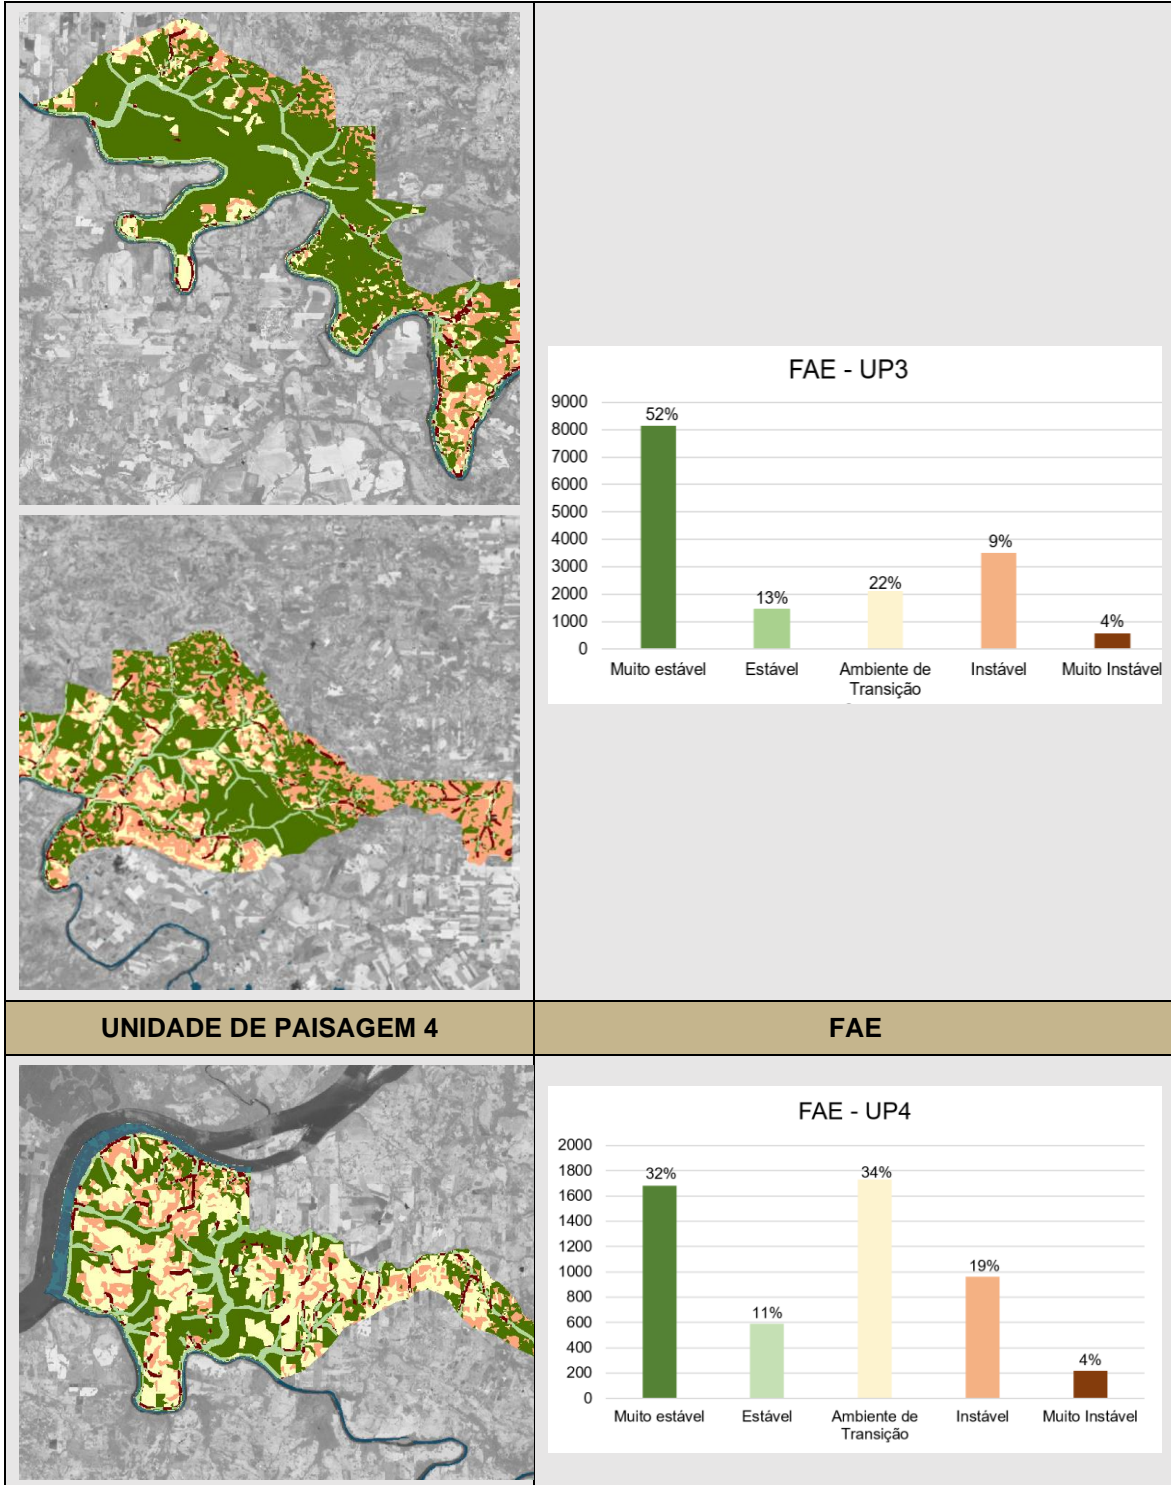 FAE - UP3
9000
8000
7000
6000
5000
4000
3000
2000
1000
0
52%
13%
22%
9%
4%
Muito estável
Estável
Ambiente de
Transição
Instável
Muito Instável
UNIDADE DE PAISAGEM 4
FAE
FAE - UP4
2000
1800
1600
1400
1200
1000
800
600
400
200
0
32%
11%
34%
19%
4%
Muito estável
Estável
Ambiente de
Transição
Instável
Muito Instável